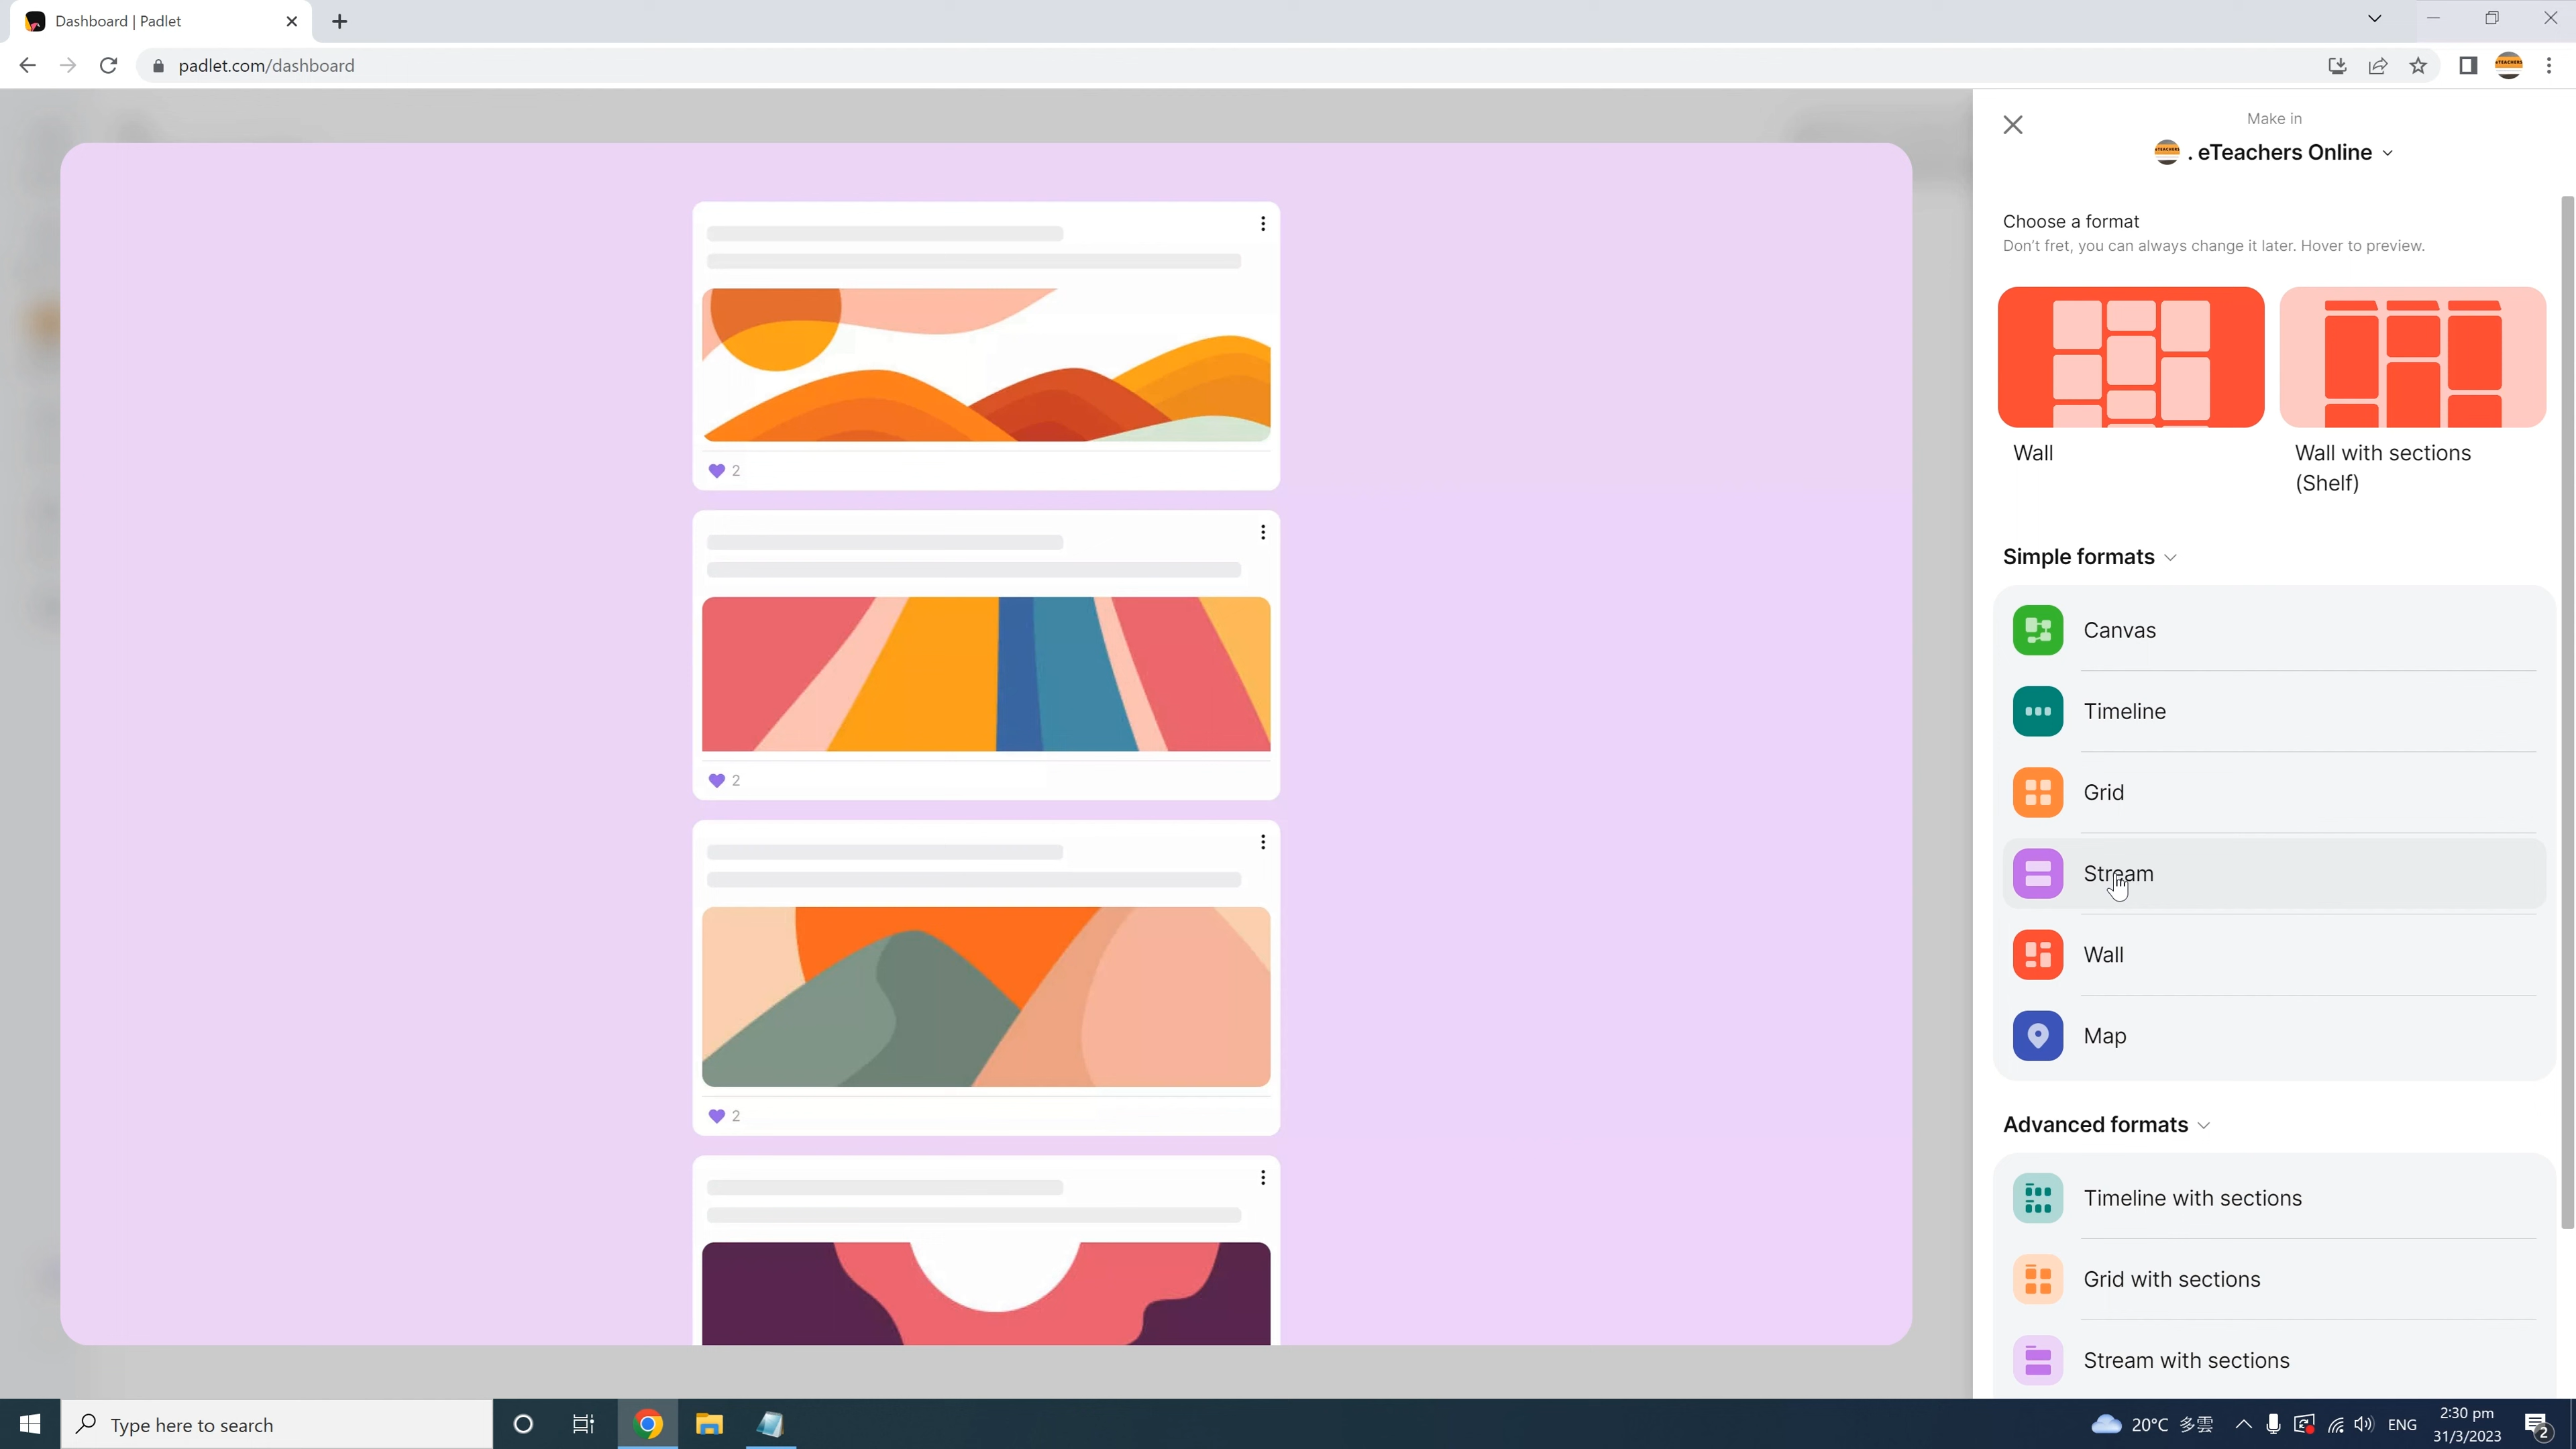 Dashboard | Padlet
padlet.com/dashboard
Make in
. eTeachers Online
Choose a format
Don't fret, you can always change it later. Hover to preview.
Wall
Wall with sections
(Shelf)
Simple formats
Canvas
Timeline
Grid
Stream
Wall
Map
Advanced formats
Timeline with sections
Grid with sections
Stream with sections
2
2
2
Type here to search
20°C 多雲
ENG
2:30 pm
31/3/2023
2